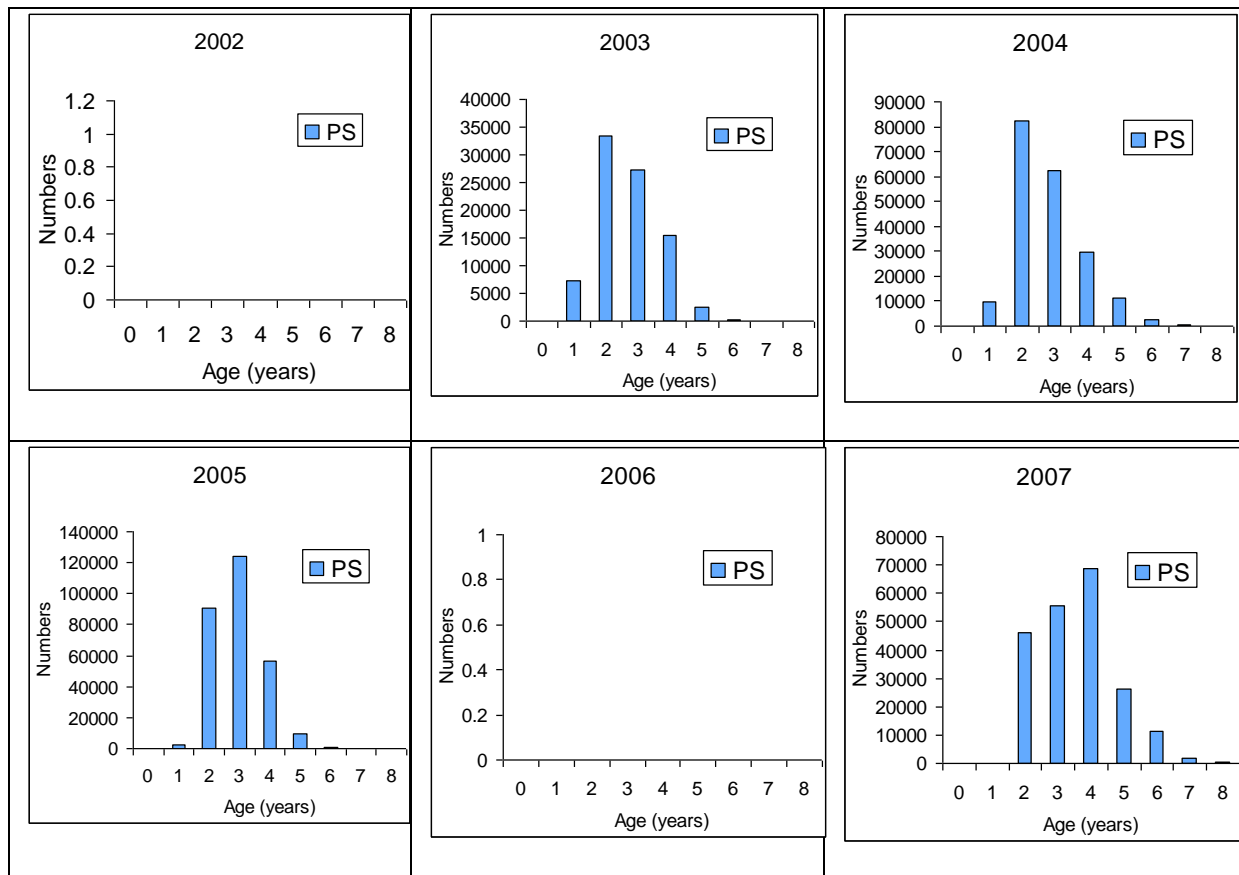 2002
1.2
1
0.8
0.6
0.4
0.2
0
Numbers
PS
0 1 2 3 4 5 6 7 8
Age (years)
2003
40000
35000
30000
25000
20000
15000
10000
5000
0
Numbers
PS
0 1 2 3 4 5 6 7 8
Age (years)
2004
90000
80000
70000
60000
50000
40000
30000
20000
10000
0
Numbers
PS
0 1 2 3 4 5 6 7 8
Age (years)
2005
140000
120000
100000
80000
60000
40000
20000
0
Numbers
PS
0 1 2 3 4 5 6 7 8
Age (years)
2006
1
0.8
0.6
0.4
0.2
0
Numbers
PS
0 1 2 3 4 5 6 7 8
Age (years)
2007
80000
70000
60000
50000
40000
30000
20000
10000
0
Numbers
PS
0 1 2 3 4 5 6 7 8
Age (years)